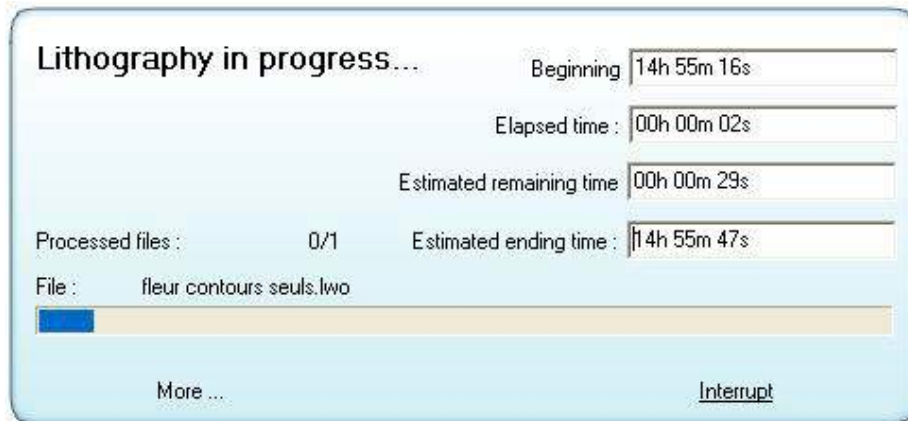 Lithography in progress...
Beginning 14h 55m 16s
Elapsed time : 00h 00m 02s
Estimated remaining time 00h 00m 29s
Processed files : 0/1 Estimated ending time : 14h 55m 47s
File : fleur contours seuls.lwo
More ... Interrupt